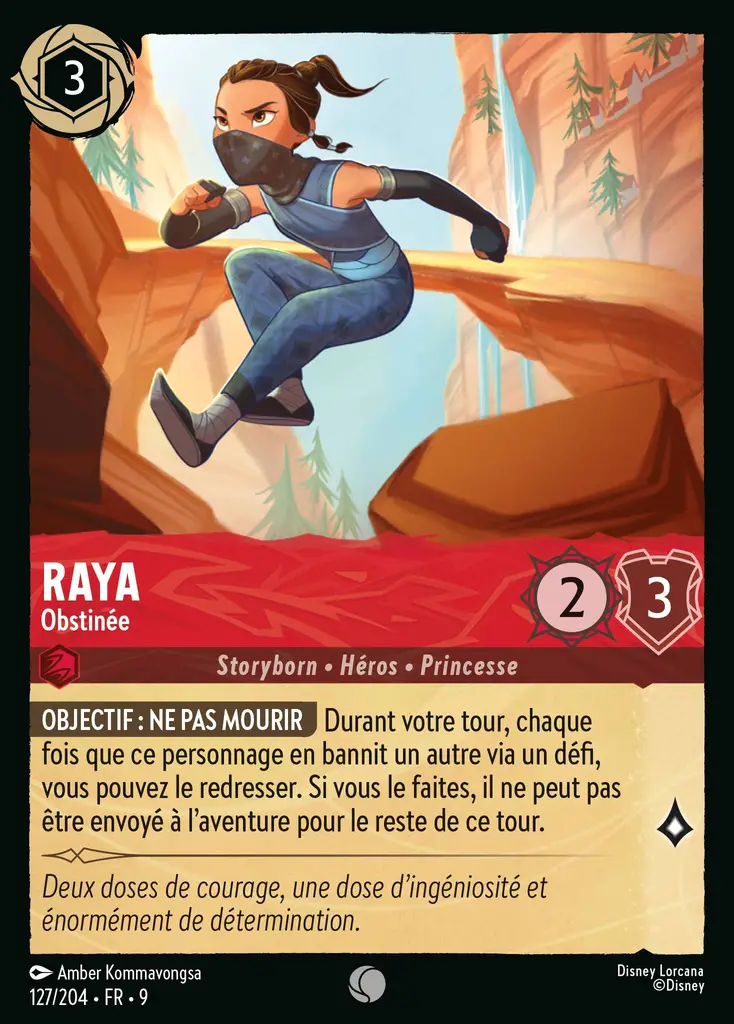 3
RAYA
Obstinée
2
3
Storyborn • Héros • Princesse
OBJECTIF : NE PAS MOURIR Durant votre tour, chaque
fois que ce personnage en bannit un autre via un défi,
vous pouvez le redresser. Si vous le faites, il ne peut pas
être envoyé à l’aventure pour le reste de ce tour.
Deux doses de courage, une dose d’ingéniosité et
énormément de détermination.
Amber Kommavongsa
127/204 • FR • 9
Disney Lorcana
©Disney